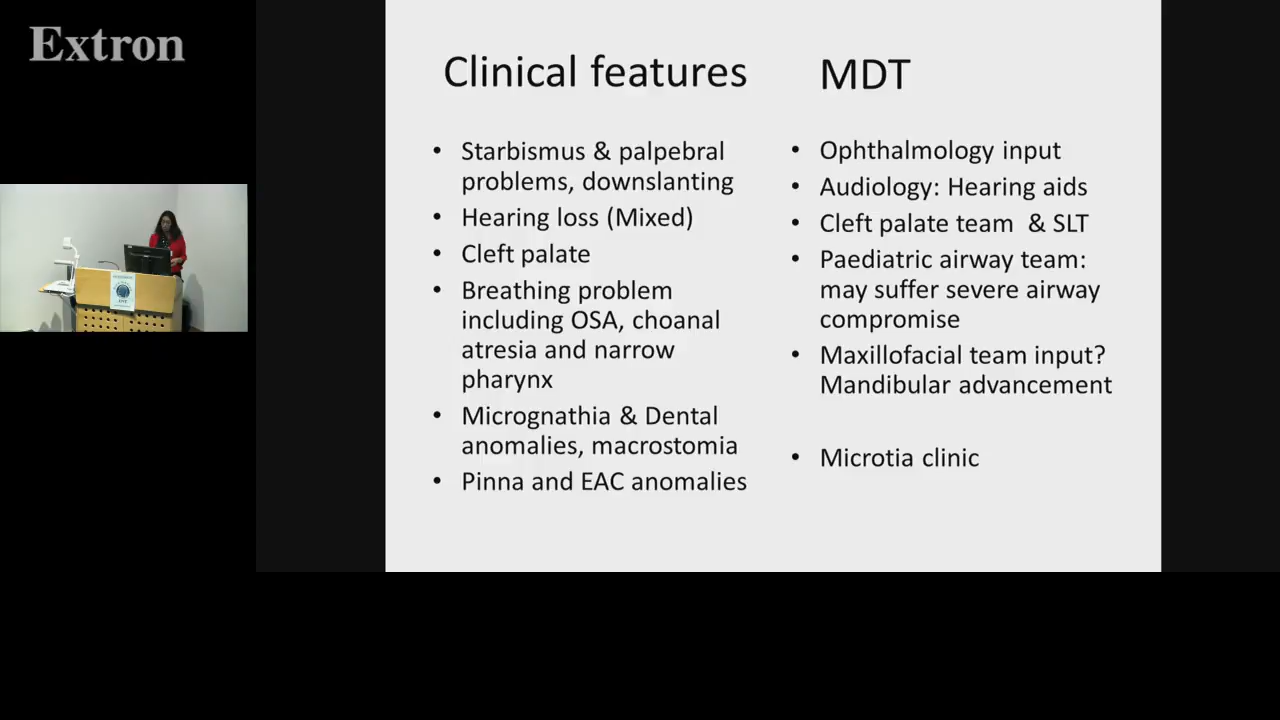 Extron
Clinical features
MDT
• Starbismus & palpebral
problems, downslanting
• Hearing loss (Mixed)
• Cleft palate
• Breathing problem
including OSA, choanal
atresia and narrow
pharynx
• Micrognathia & Dental
anomalies, macrostomia
• Pinna and EAC anomalies
• Ophthalmology input
• Audiology: Hearing aids
• Cleft palate team & SLT
• Paediatric airway team:
may suffer severe airway
compromise
• Maxillofacial team input?
Mandibular advancement
• Microtia clinic